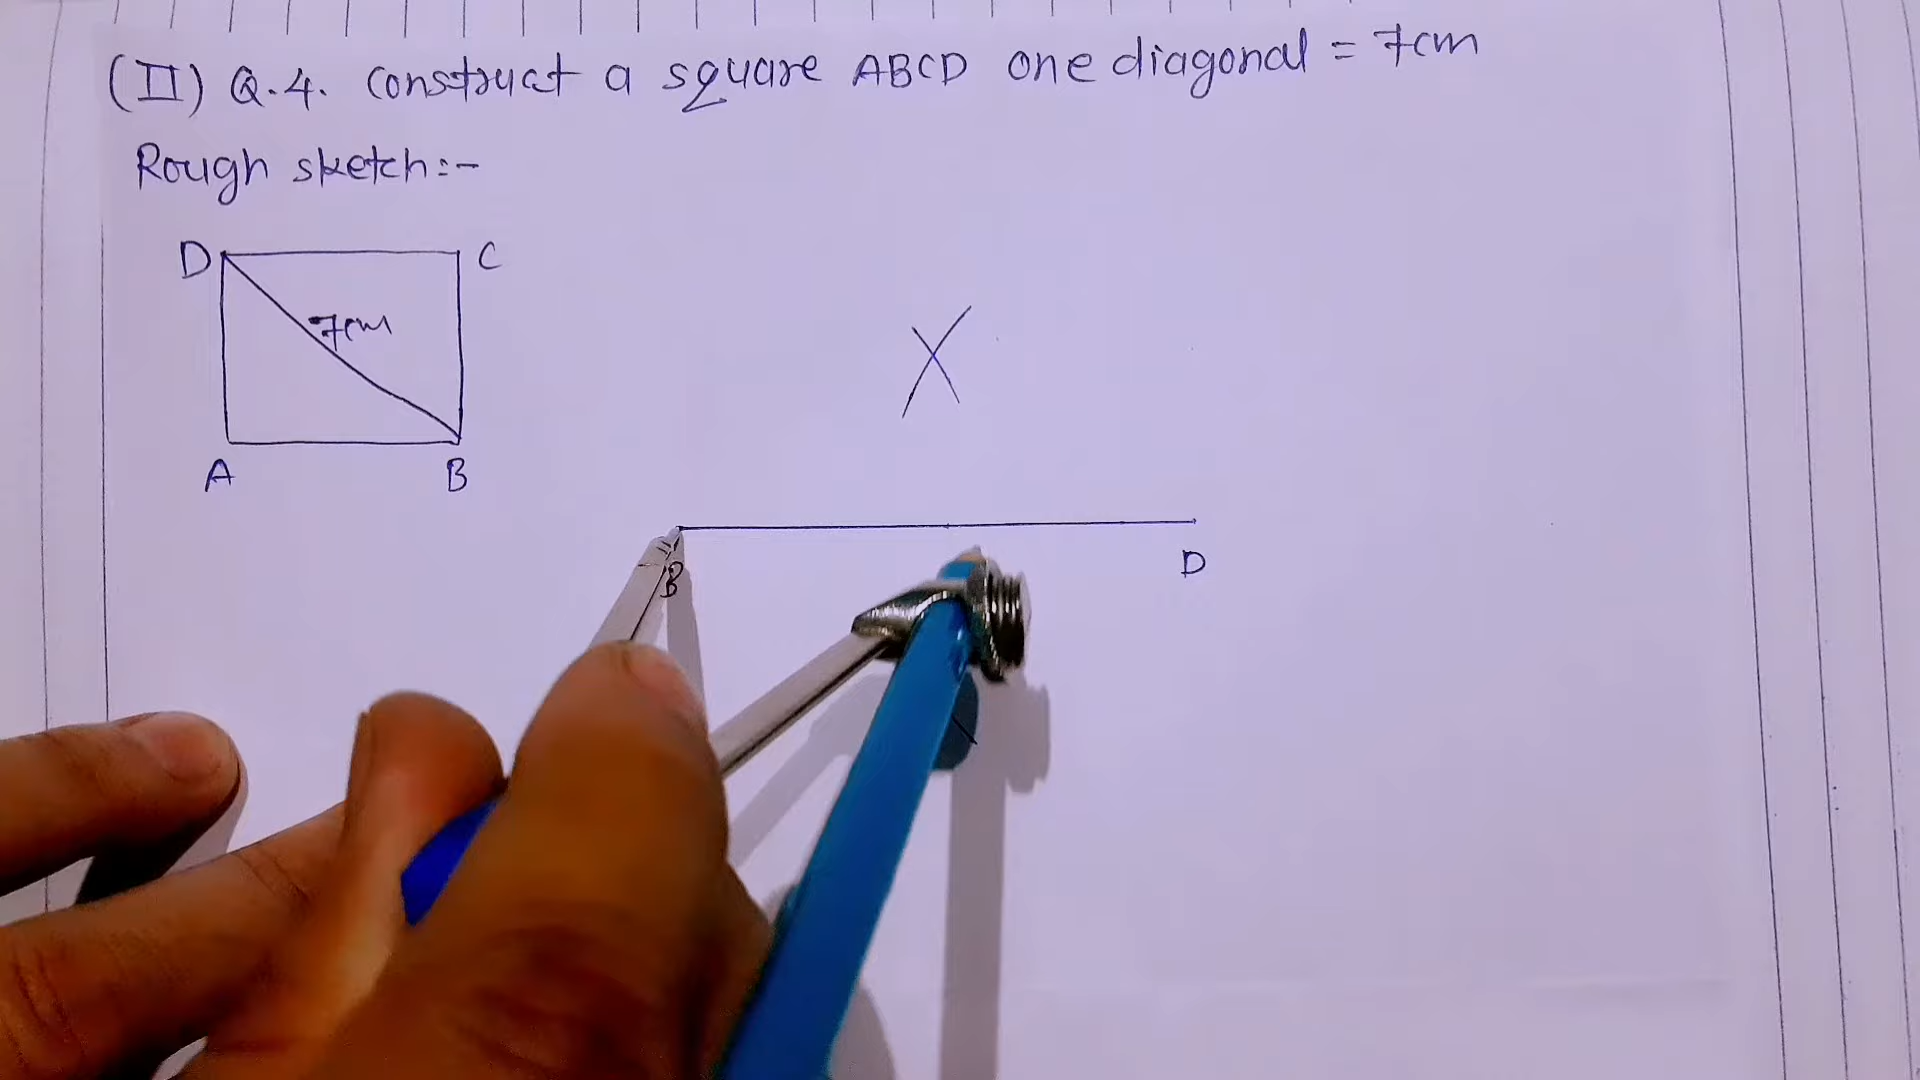 (II) Q.4. Construct a square ABCD one diagonal = 7cm
Rough sketch:-
D C
7cm
A B
B D